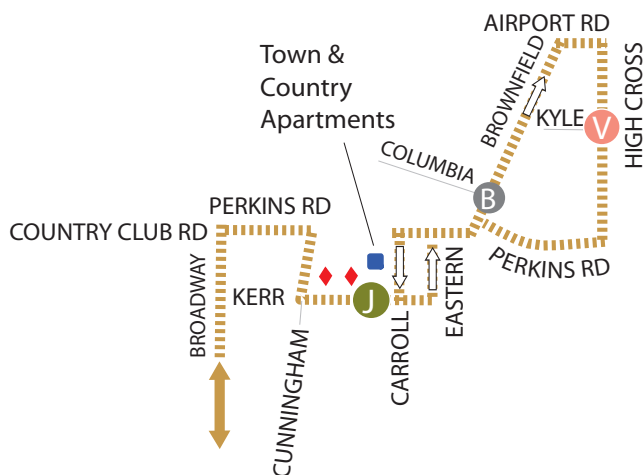 AIRPORT RD
Town &
Country
Apartments
BROWNFIELD
HIGH CROSS
KYLE
V
COLUMBIA
B
PERKINS RD
COUNTRY CLUB RD
PERKINS RD
BROADWAY
KERR
J
EASTERN
CARROLL
CUNNINGHAM